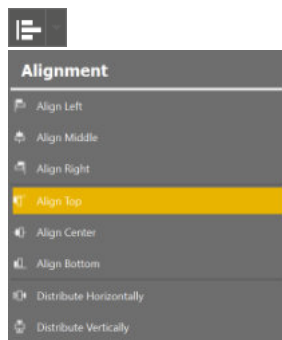 Alignment
Align Left
Align Middle
Align Right
Align Top
Align Center
Align Bottom
Distribute Horizontally
Distribute Vertically